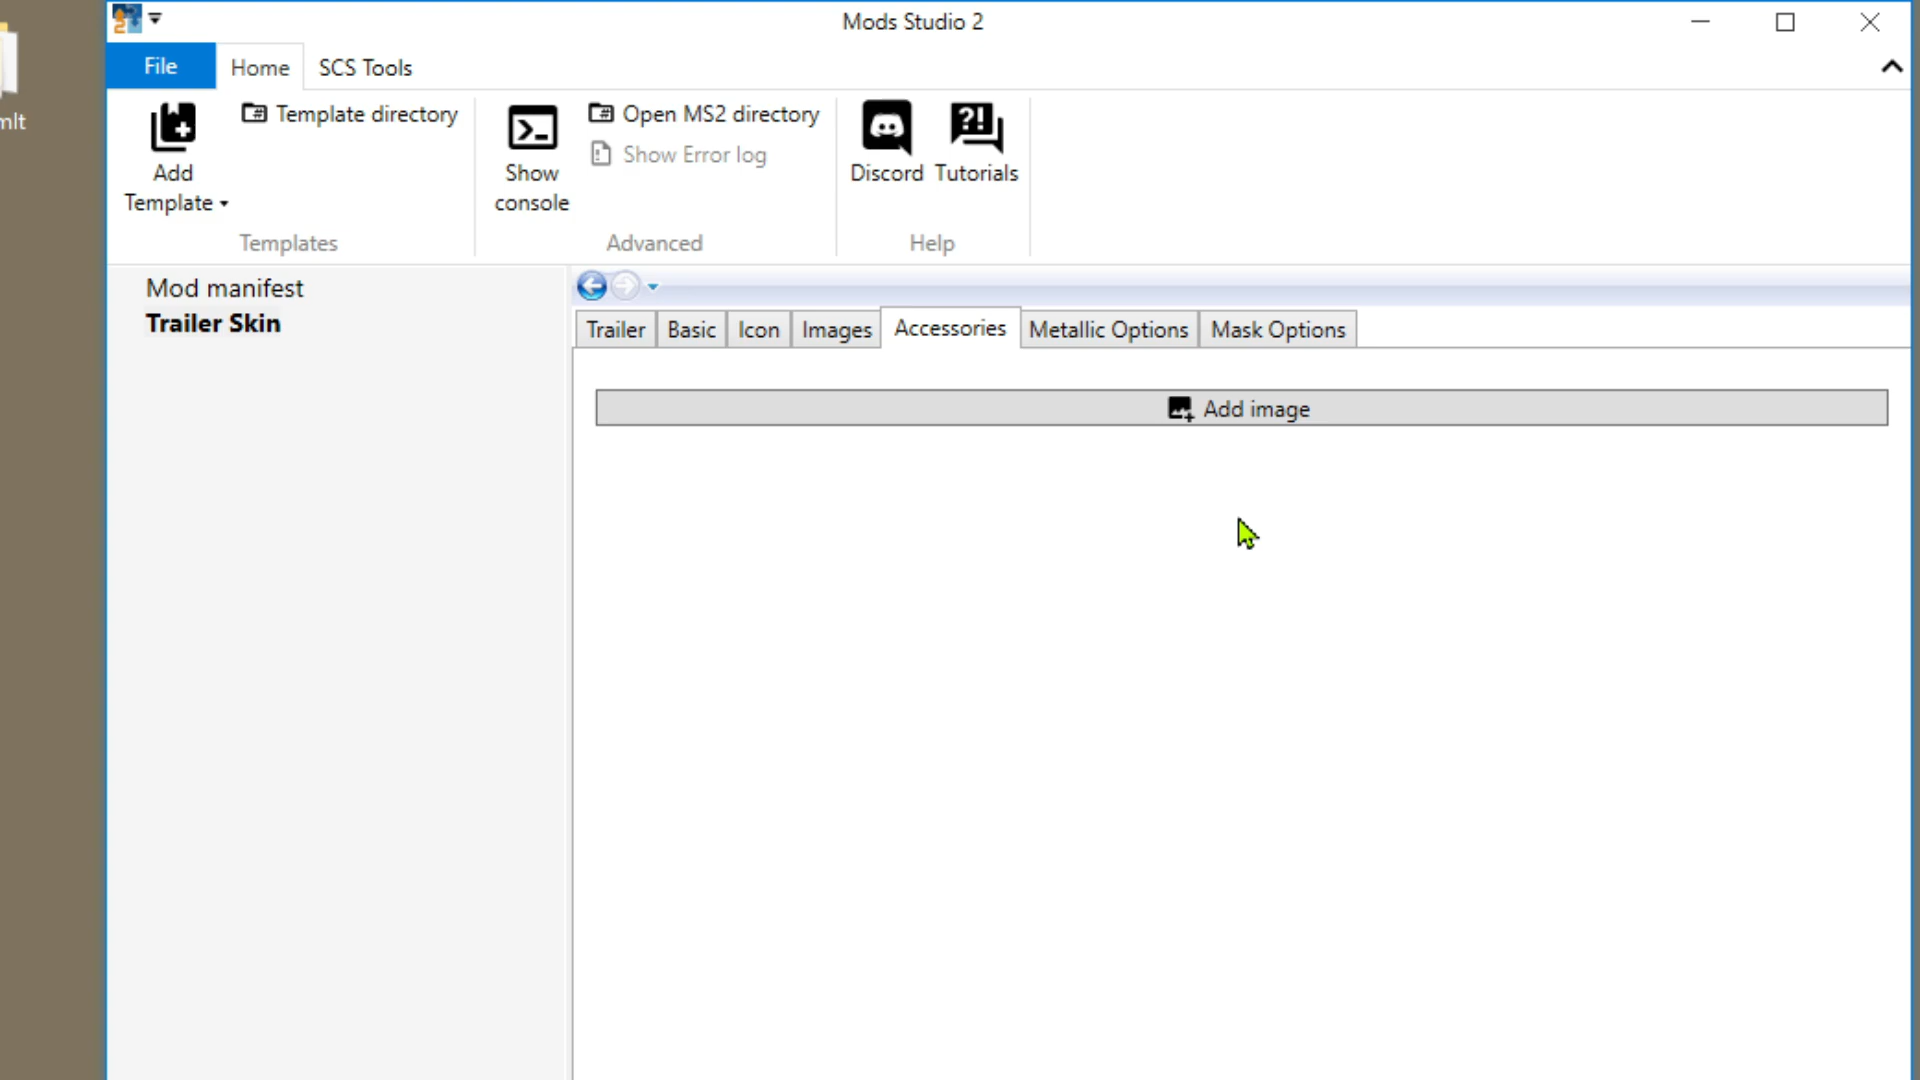 Mods Studio 2
File
Home
SCS Tools
Add
Template
Template directory
Templates
Show
console
Open MS2 directory
Show Error log
Advanced
Discord
Tutorials
Help
mlt
Mod manifest
Trailer Skin
Trailer
Basic
Icon
Images
Accessories
Metallic Options
Mask Options
Add image